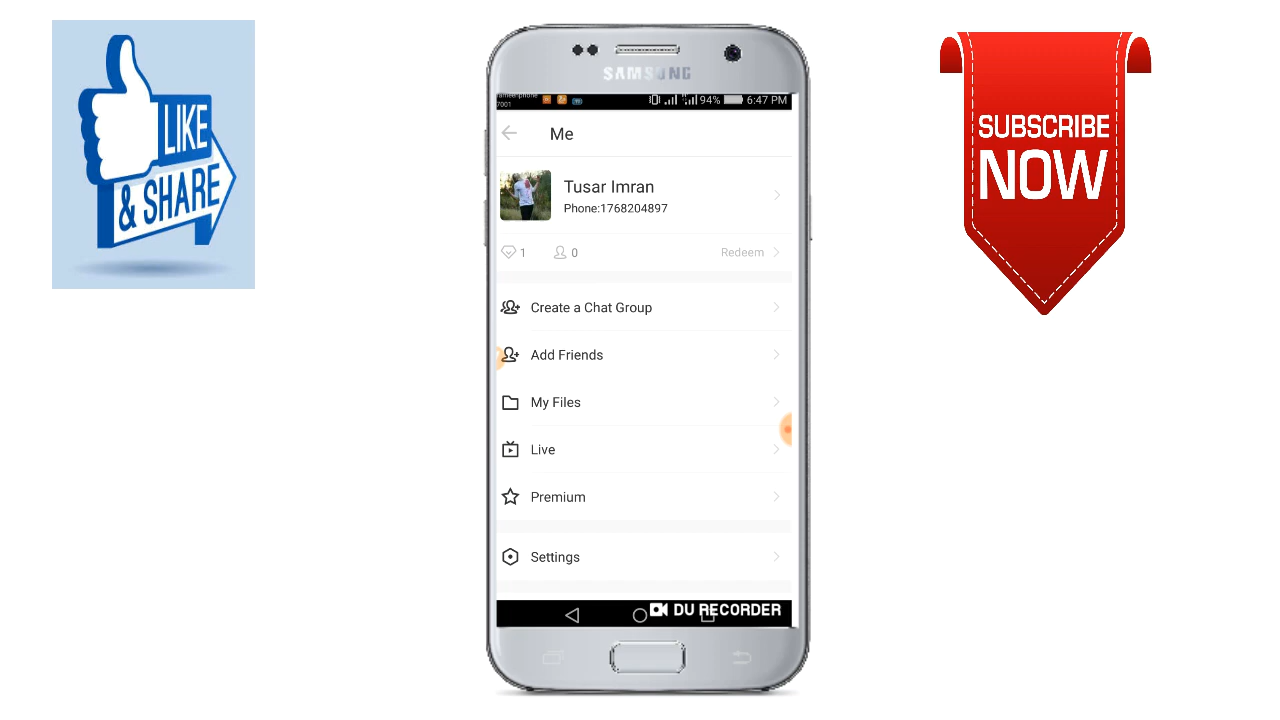 LIKE
& SHARE
SAMSUNG
7001
94% 6:47 PM
Me
Tusar Imran
Phone:1768204897
1 0 Redeem
Create a Chat Group
Add Friends
My Files
Live
Premium
Settings
DU RECORDER
SUBSCRIBE
NOW